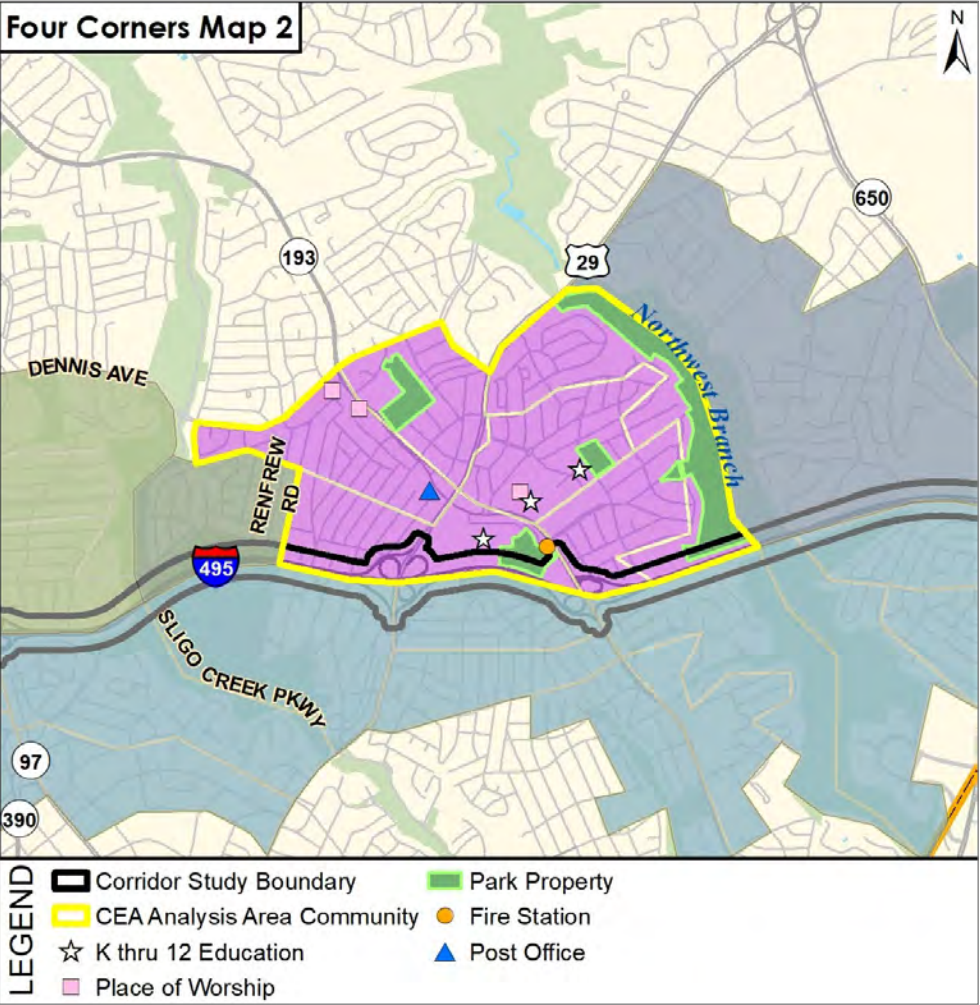 Four Corners Map 2
N
650
193
29
Northwest Branch
DENNIS AVE
RENFREW
RD
495
SLIGO CREEK PKWY
97
390
LEGEND
Corridor Study Boundary
Park Property
CEA Analysis Area Community
Fire Station
K thru 12 Education
Post Office
Place of Worship